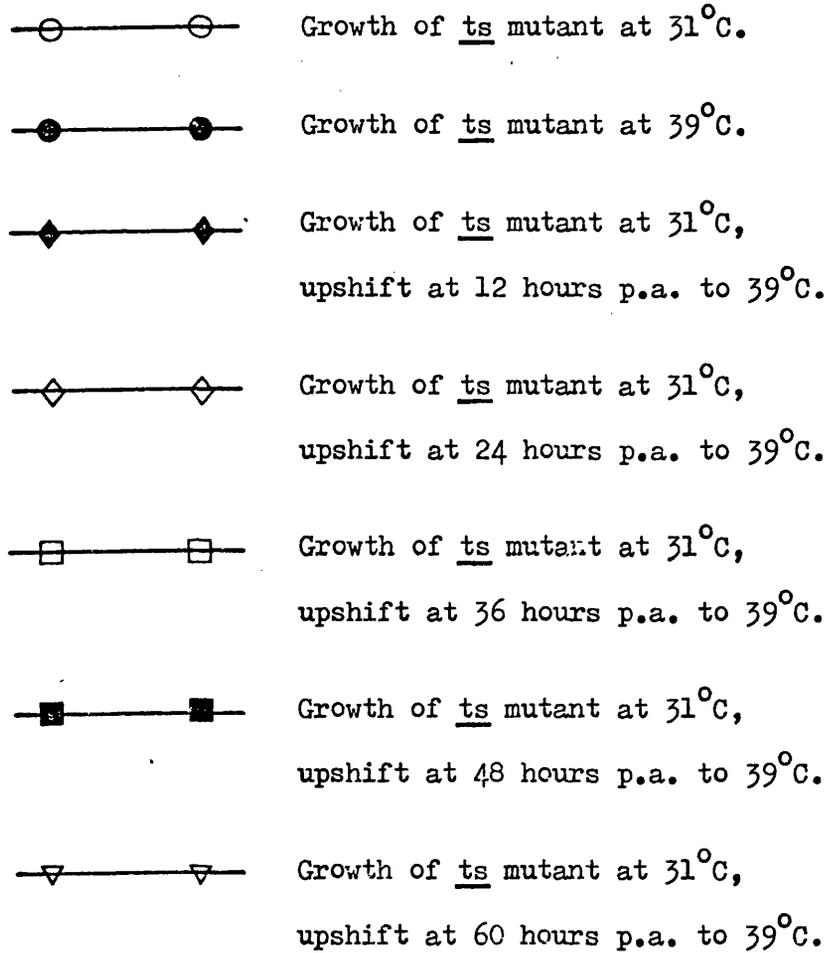 Growth of ts mutant at 31°C.
Growth of ts mutant at 39°C.
Growth of ts mutant at 31°C,
upshift at 12 hours p.a. to 39°C.
Growth of ts mutant at 31°C,
upshift at 24 hours p.a. to 39°C.
Growth of ts mutant at 31°C,
upshift at 36 hours p.a. to 39°C.
Growth of ts mutant at 31°C,
upshift at 48 hours p.a. to 39°C.
Growth of ts mutant at 31°C,
upshift at 60 hours p.a. to 39°C.